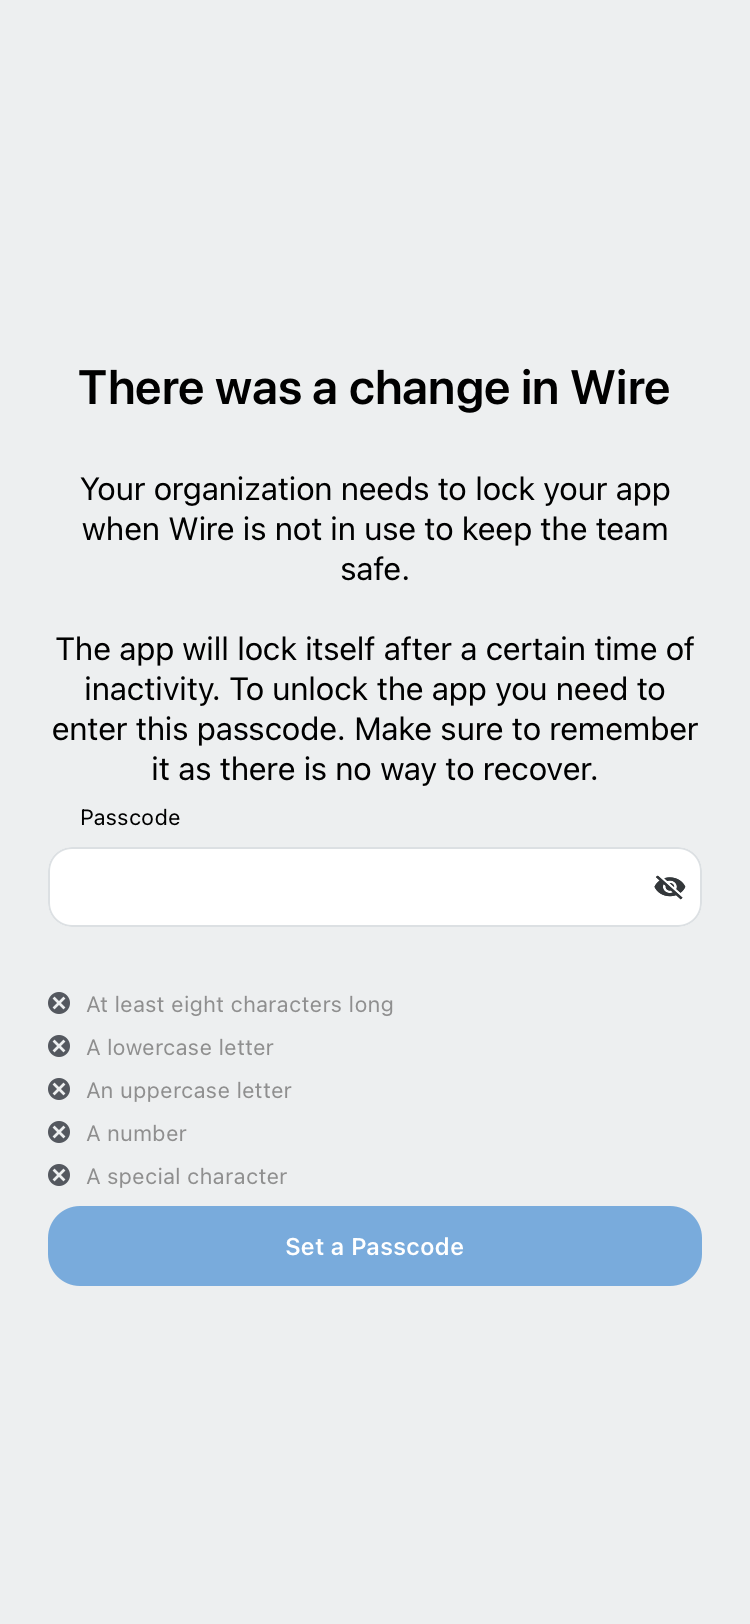 There was a change in Wire
Your organization needs to lock your app
when Wire is not in use to keep the team
safe.
The app will lock itself after a certain time of
inactivity. To unlock the app you need to
enter this passcode. Make sure to remember
it as there is no way to recover.
Passcode
At least eight characters long
A lowercase letter
An uppercase letter
A number
A special character
Set a Passcode